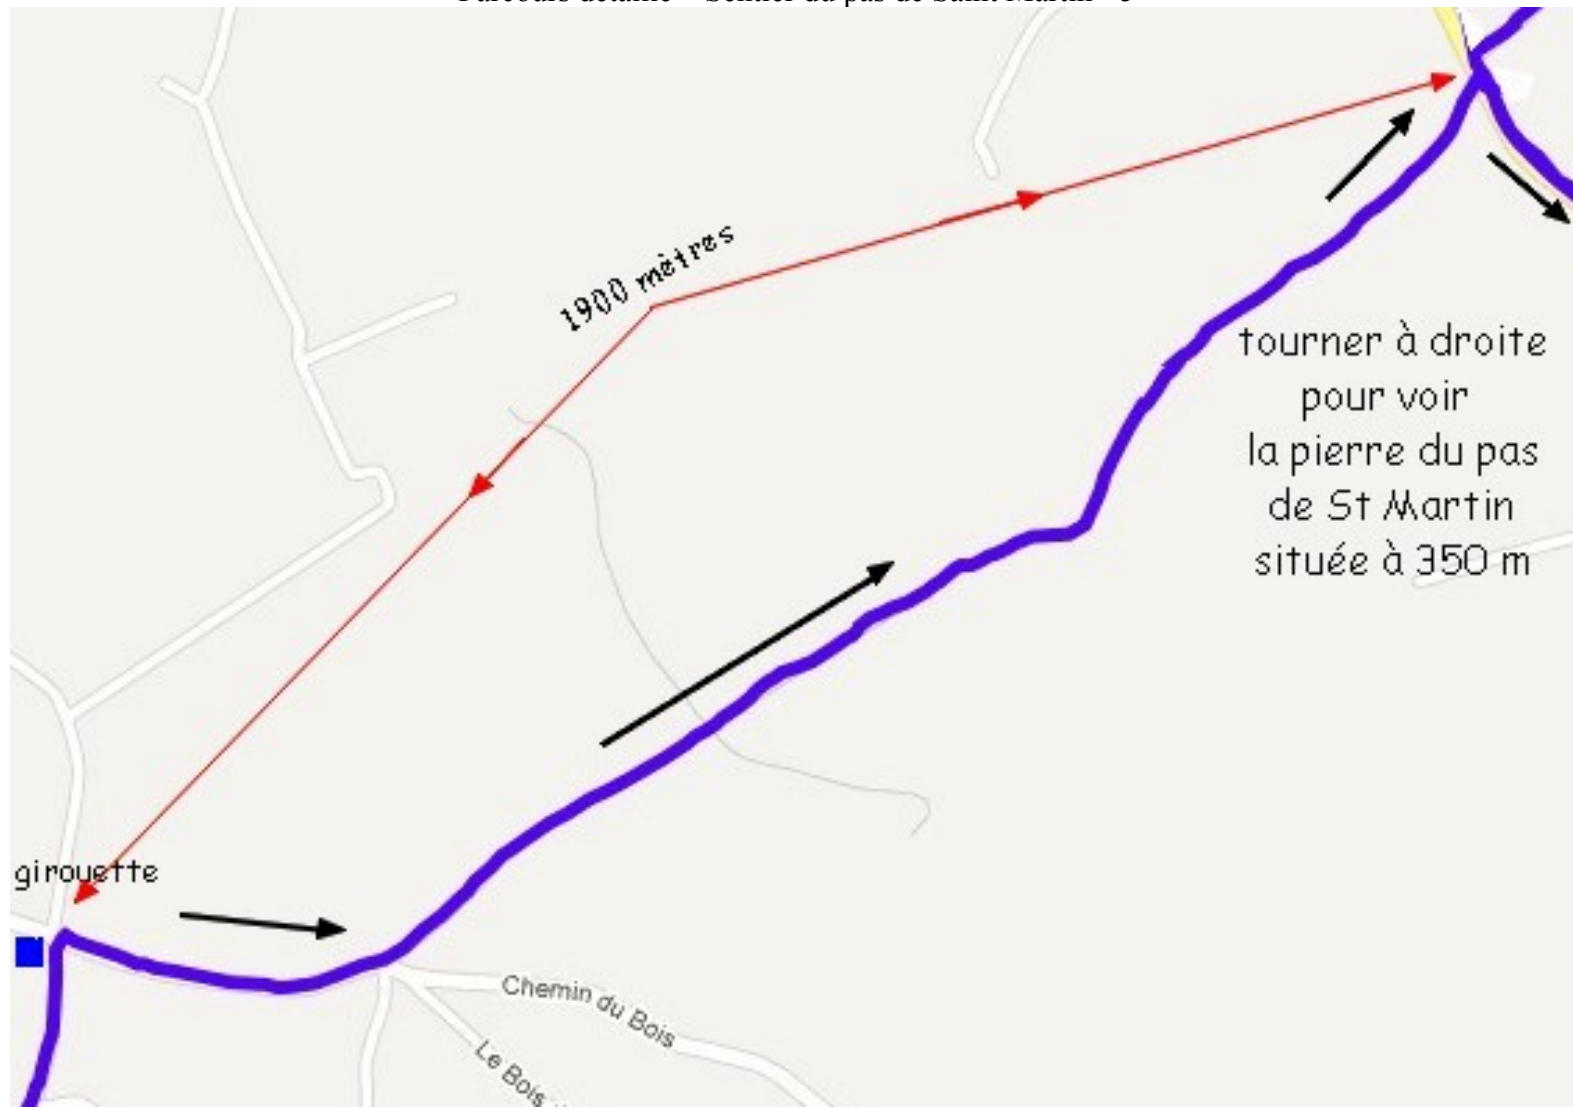 1900 mètres
tourner à droite
pour voir
la pierre du pas
de St Martin
située à 350 m
girouette
Chemin du Bois
Le Bois